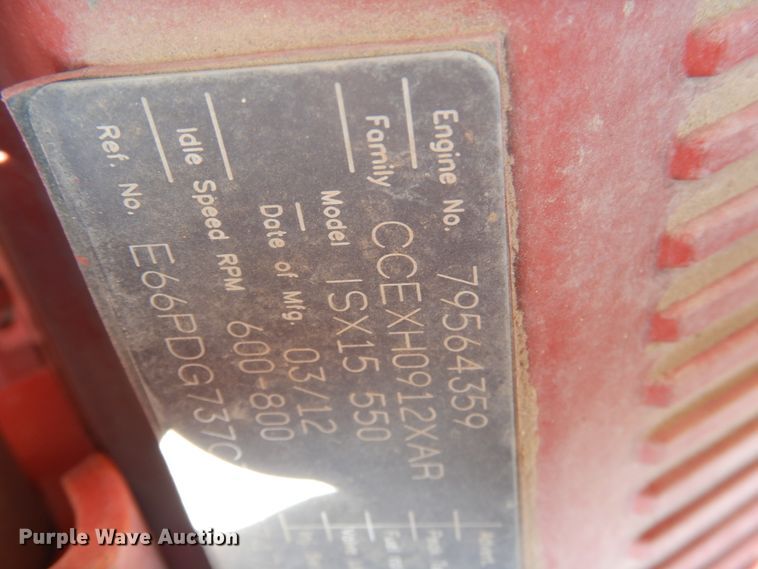 Engine No. 79564359
Family CCEXH0912XAR
Model ISX15 550
Date of Mfg. 03/12
Idle Speed RPM 600-800
Ref No. E66PDG737
Purple Wave Auction